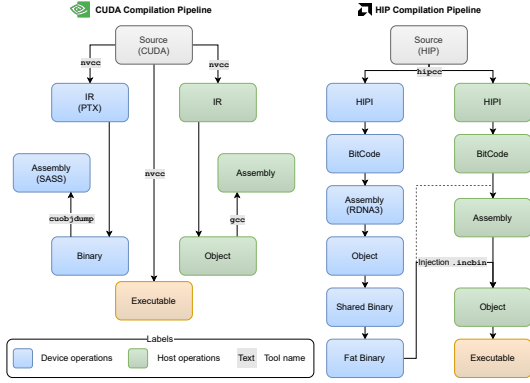 CUDA Compilation Pipeline
Source
(CUDA)
nvcc
nvcc
IR
(PTX)
IR
nvcc
Assembly
(SASS)
Assembly
cuobjdump
gcc
Binary
Object
Executable
HIP Compilation Pipeline
Source
(HIP)
hipcc
HIPI
HIPI
BitCode
BitCode
Assembly
(RDNA3)
Assembly
Object
Injection .incbin
Shared Binary
Object
Fat Binary
Executable
Labels
Device operations
Host operations
Text Tool name